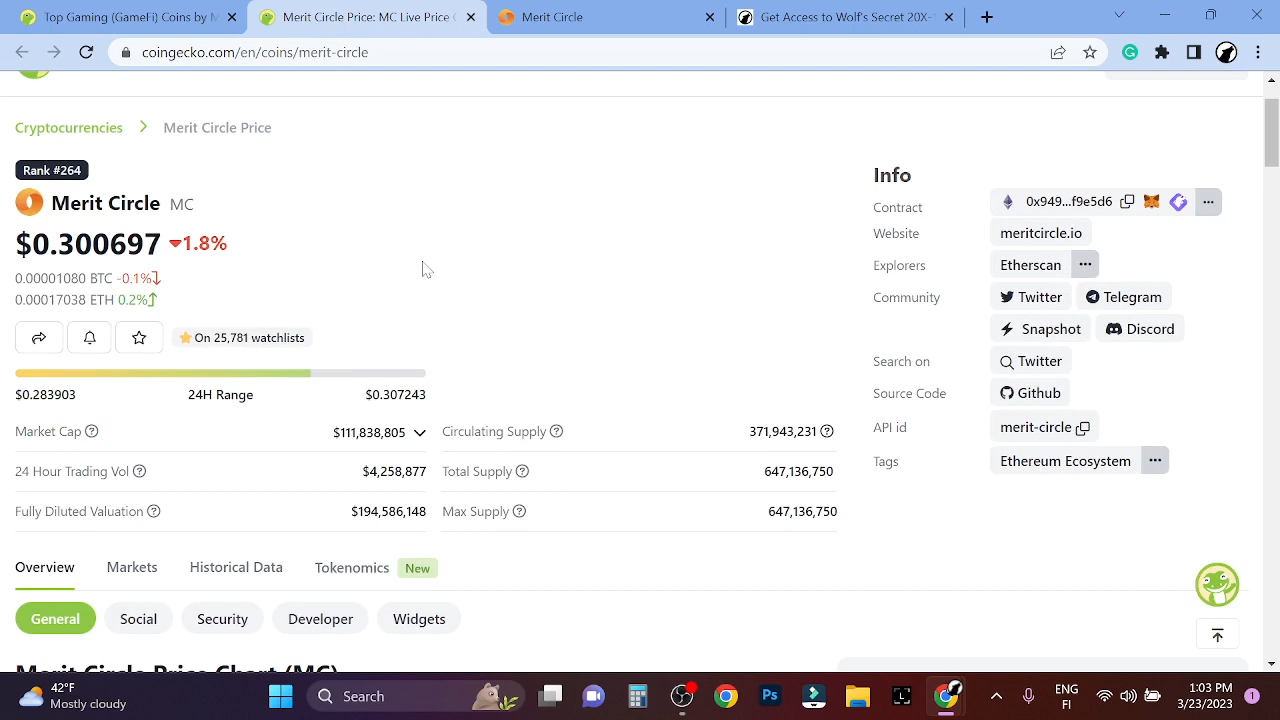 Top Gaming (GameFi) Coins by M
Merit Circle Price: MC Live Price C
Merit Circle
Get Access to Wolf's Secret 20X-
coingecko.com/en/coins/merit-circle
Cryptocurrencies > Merit Circle Price
Rank #264
Merit Circle MC
$0.300697 1.8%
0.00001080 BTC -0.1%
0.00017038 ETH 0.2%
On 25,781 watchlists
$0.283903 24H Range $0.307243
Market Cap $111,838,805
24 Hour Trading Vol $4,258,877
Fully Diluted Valuation $194,586,148
Circulating Supply 371,943,231
Total Supply 647,136,750
Max Supply 647,136,750
Info
Contract 0x949...f9e5d6
Website meritcircle.io
Explorers Etherscan
Community Twitter Telegram
Snapshot Discord
Search on Twitter
Source Code Github
API id merit-circle
Tags Ethereum Ecosystem
Overview Markets Historical Data Tokenomics New
General Social Security Developer Widgets
Merit Circle Price Chart (MC)
42°F
Mostly cloudy
Search
Ps
ENG
FI
1:03 PM
3/23/2023
1